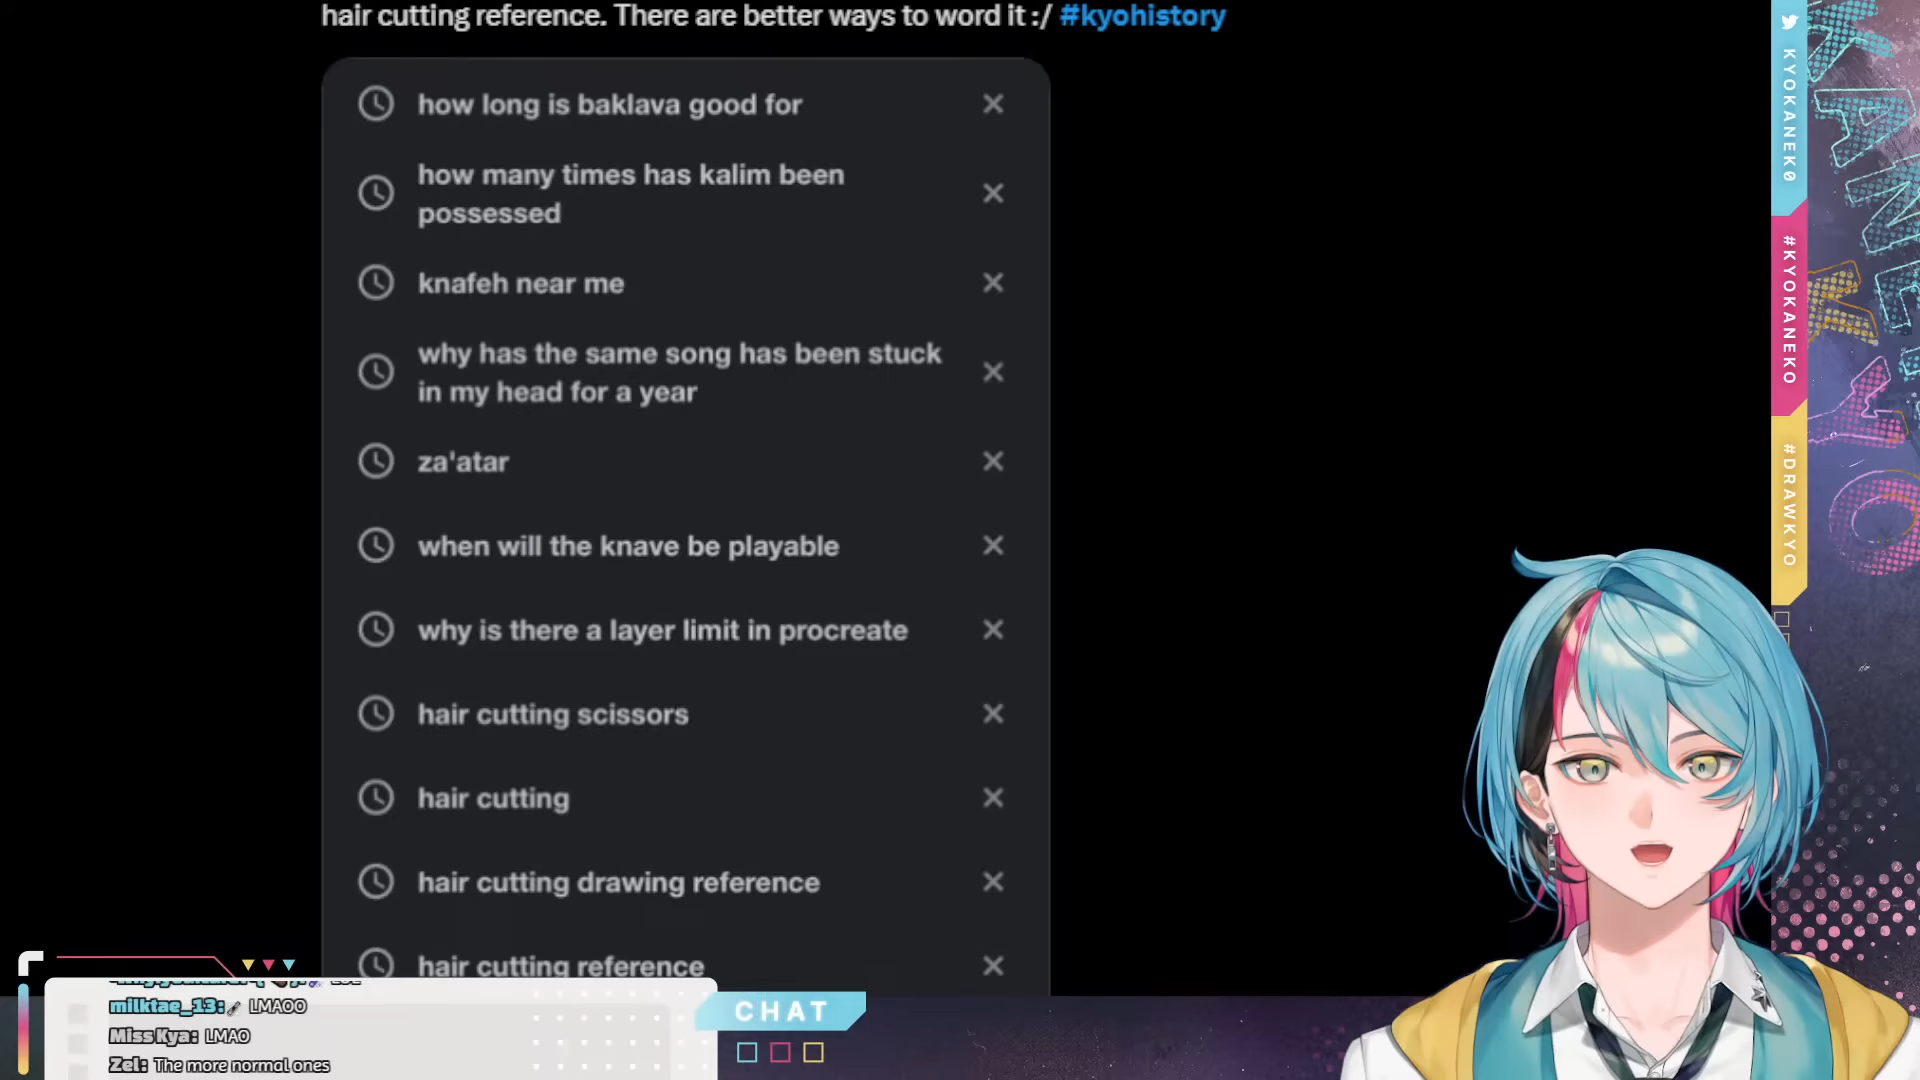 hair cutting reference. There are better ways to word it :/ #kyohistory
how long is baklava good for
how many times has kalim been
possessed
knafeh near me
why has the same song has been stuck
in my head for a year
za'atar
when will the knave be playable
why is there a layer limit in procreate
hair cutting scissors
hair cutting
hair cutting drawing reference
hair cutting reference
milktae_13: LMAOO
Miss Kya: LMAO
Zel: The more normal ones
CHAT
KYOKANEK0
#KYOKANEKO
#DRAWKYO